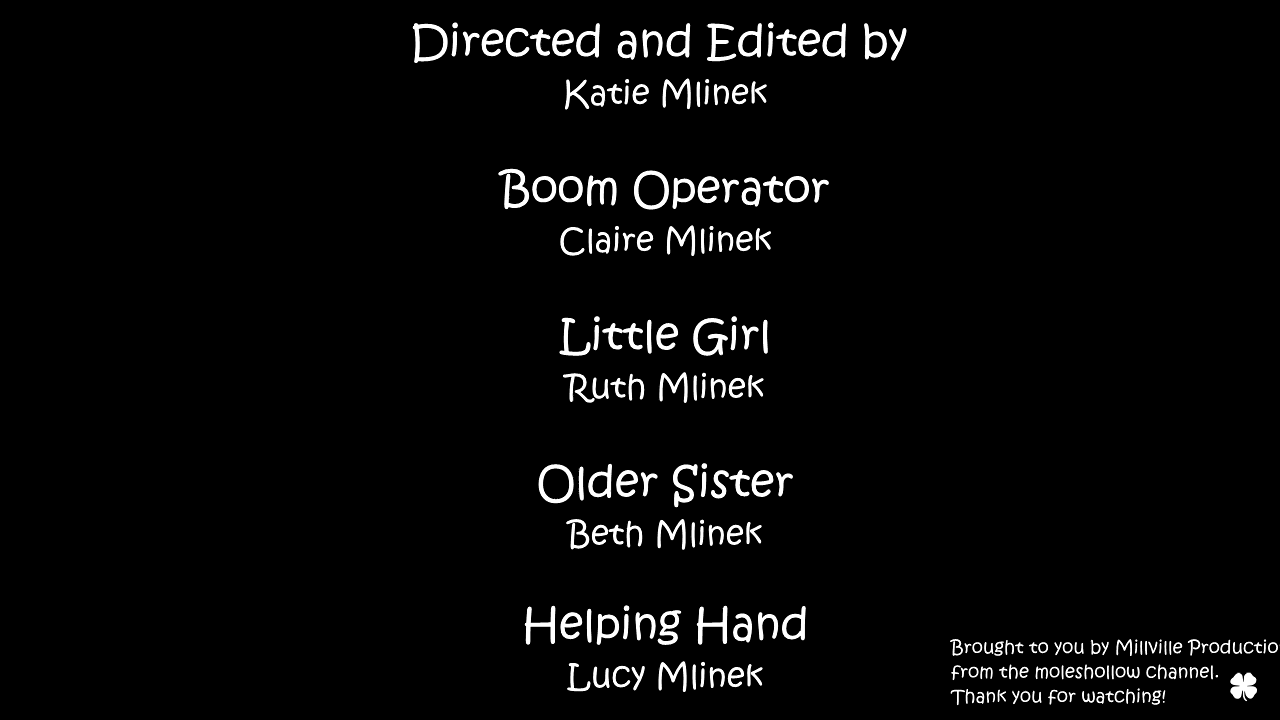 Directed and Edited by
Katie Mlinek
Boom Operator
Claire Mlinek
Little Girl
Ruth Mlinek
Older Sister
Beth Mlinek
Helping Hand
Lucy Mlinek
Brought to you by Millville Productio
from the moleshollow channel.
Thank you for watching!